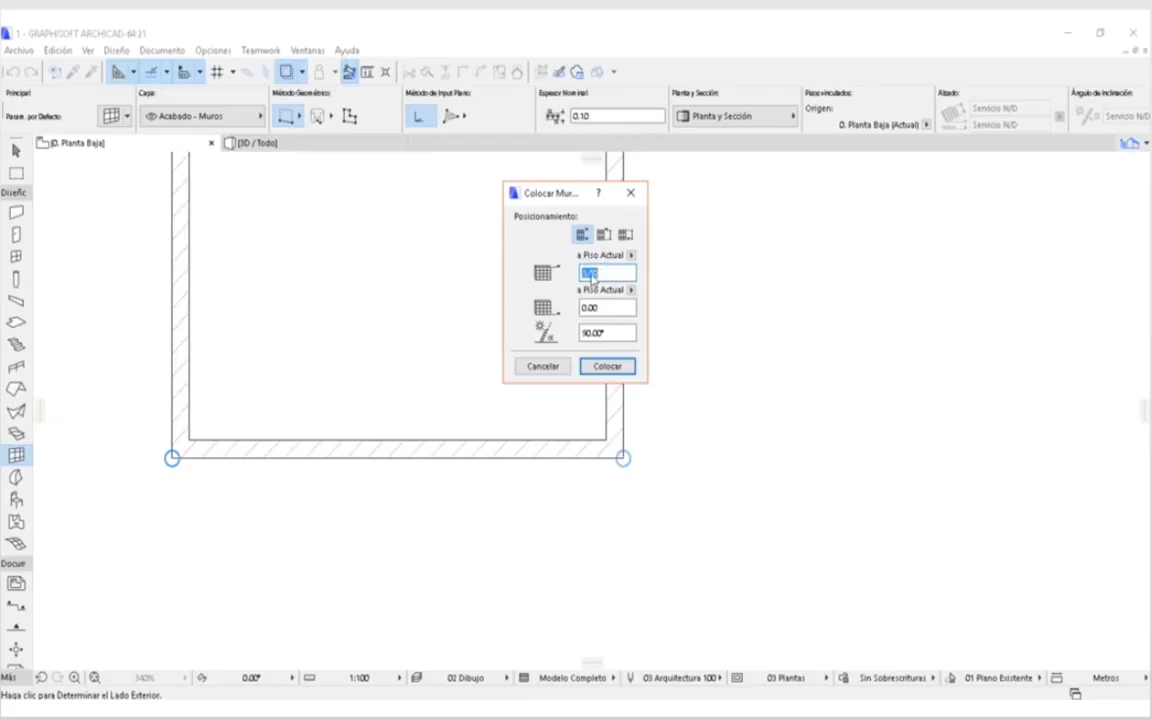 1 - GRAPHISOFT ARCHICAD-64 21
Archivo Edición Ver Diseño Documento Opciones Teamwork Ventanas Ayuda
Principal: Capa: Método Geométrico: Método de Input Plano: Espesor Nominal: Planta y Sección: Pisos vinculados: Alzado: Ángulo de Inclinación:
Origen:
Param. por Defecto Acabado - Muros 0.10 Planta y Sección 0. Planta Baja (Actual) Servicio N/D Servicio N/D
Servicio N/D
[0. Planta Baja] [3D / Todo]
Diseño
Colocar Mur... ?
Posicionamiento:
a Piso Actual
a Piso Actual
0.00
90.00°
Cancelar Colocar
Docum
Más 340% 0.00° 1:100 02 Dibujo Modelo Completo 03 Arquitectura 100 03 Plantas Sin Sobrescrituras 01 Plano Existente Metros
Haga clic para Determinar el Lado Exterior.